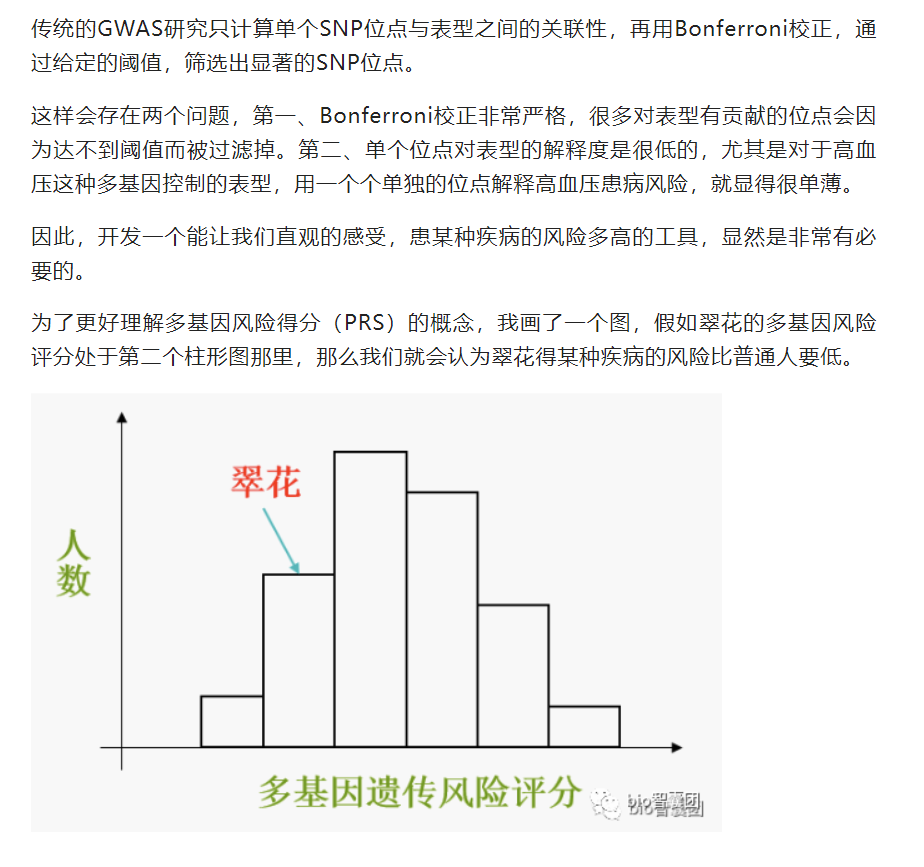 传统的GWAS研究只计算单个SNP位点与表型之间的关联性，再用Bonferroni校正，通
过给定的阈值，筛选出显著的SNP位点。
这样会存在两个问题，第一、Bonferroni校正非常严格，很多对表型有贡献的位点会因
为达不到阈值而被过滤掉。第二、单个位点对表型的解释度是很低的，尤其是对于高血
压这种多基因控制的表型，用一个个单独的位点解释高血压患病风险，就显得很单薄。
因此，开发一个能让我们直观的感受，患某种疾病的风险多高的工具，显然是非常有必
要的。
为了更好理解多基因风险得分（PRS）的概念，我画了一个图，假如翠花的多基因风险
评分处于第二个柱形图那里，那么我们就会认为翠花得某种疾病的风险比普通人要低。
翠花
人
数
多基因遗传风险评分
bio智囊团